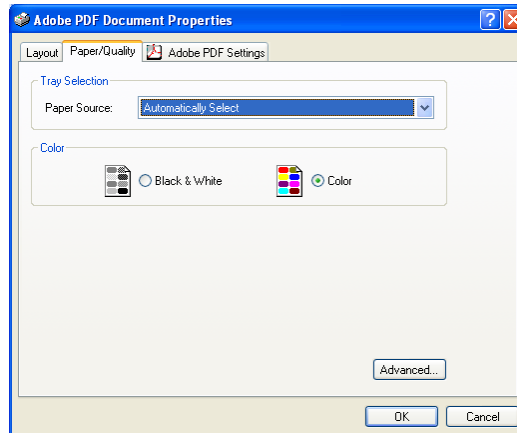 Adobe PDF Document Properties
Layout Paper/Quality Adobe PDF Settings
Tray Selection
Paper Source: Automatically Select
Color
Black & White Color
Advanced...
OK Cancel